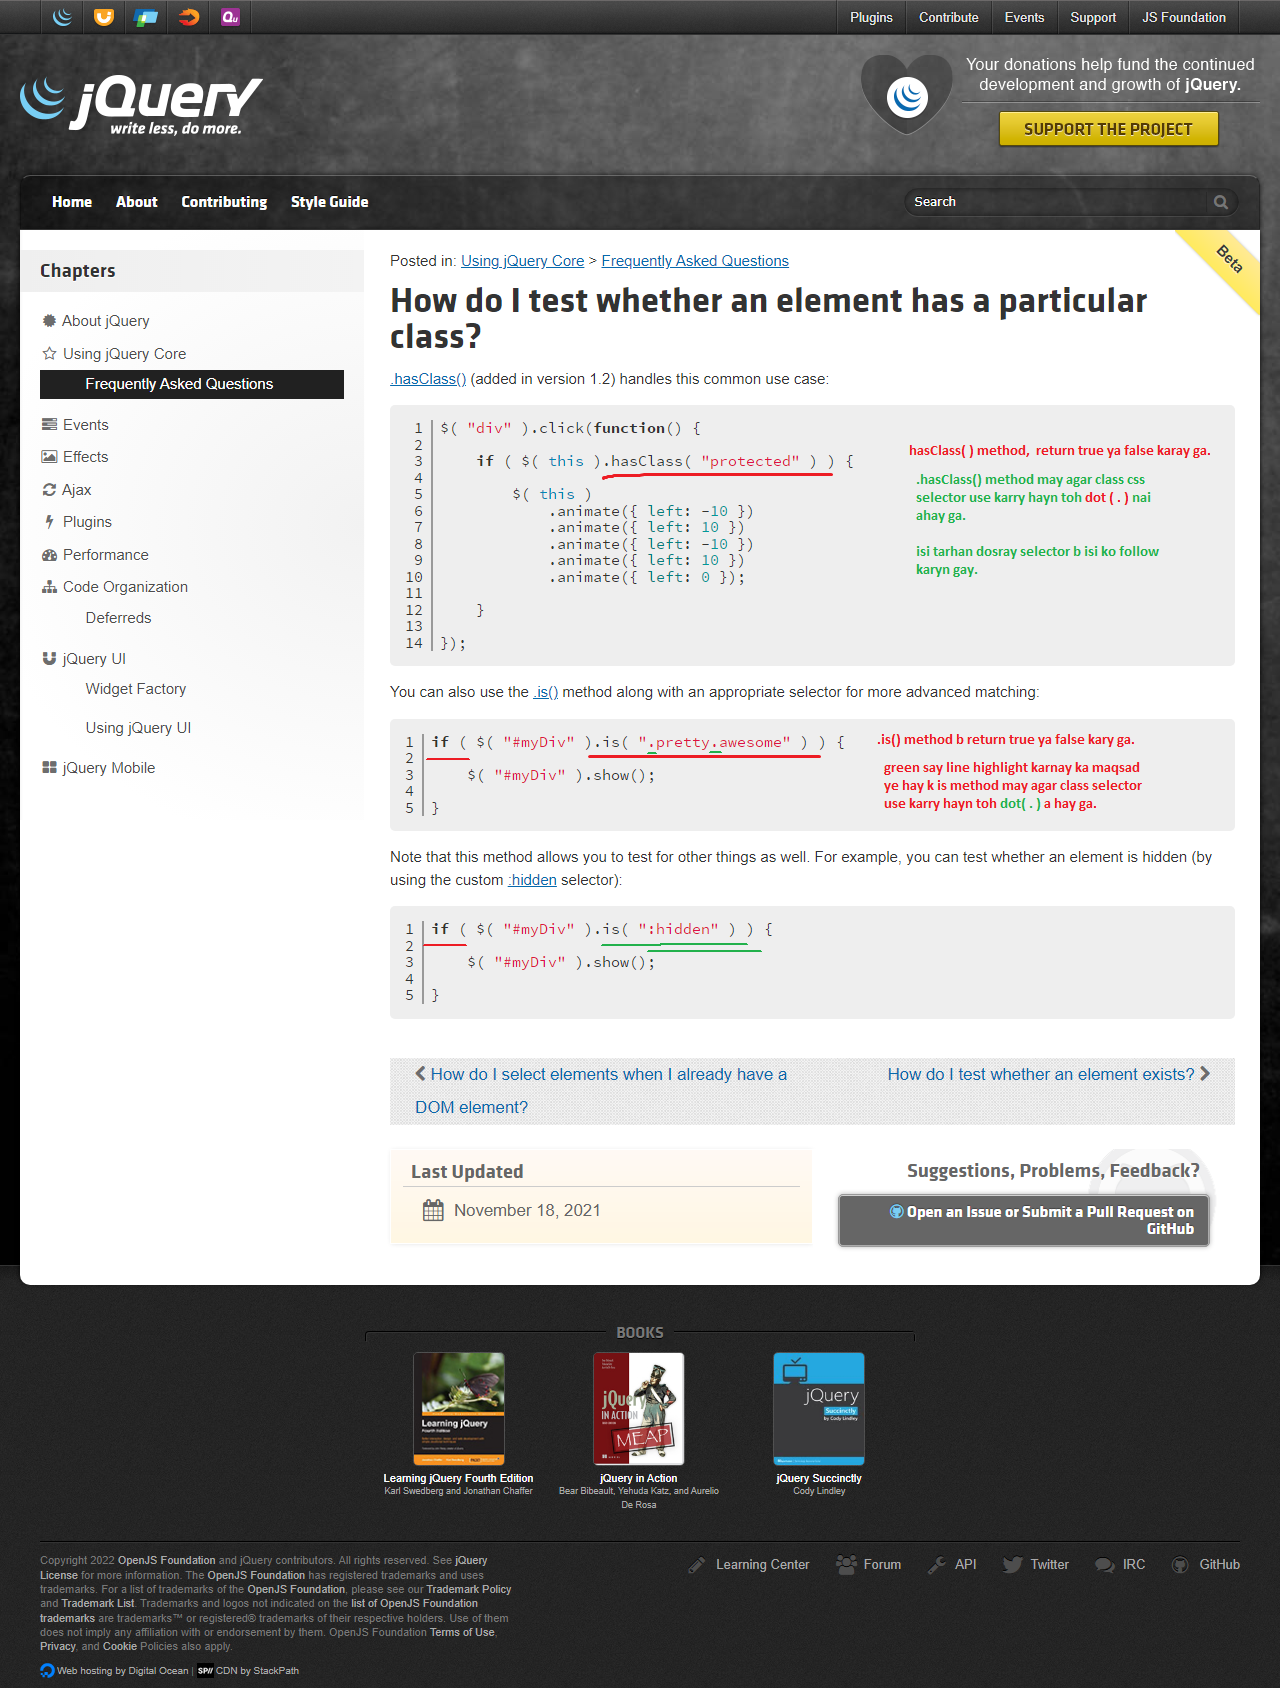 Plugins
Contribute
Events
Support
JS Foundation
jQuery
write less, do more.
Your donations help fund the continued
development and growth of jQuery.
SUPPORT THE PROJECT
Home
About
Contributing
Style Guide
Search
Beta
Chapters
About jQuery
Using jQuery Core
Frequently Asked Questions
Events
Effects
Ajax
Plugins
Performance
Code Organization
Deferreds
jQuery UI
Widget Factory
Using jQuery UI
jQuery Mobile
Posted in: Using jQuery Core > Frequently Asked Questions
How do I test whether an element has a particular
class?
.hasClass() (added in version 1.2) handles this common use case:
1 $( "div" ).click(function() {
2
3     if ( $( this ).hasClass( "protected" ) ) {
4
5         $( this )
6             .animate({ left: -10 })
7             .animate({ left: 10 })
8             .animate({ left: -10 })
9             .animate({ left: 10 })
10             .animate({ left: 0 });
11
12     }
13
14 });
hasClass( ) method,  return true ya false karay ga.
.hasClass() method may agar class css
selector use karry hayn toh dot ( . ) nai
ahay ga.
isi tarhan dosray selector b isi ko follow
karyn gay.
You can also use the .is() method along with an appropriate selector for more advanced matching:
1 if ( $( "#myDiv" ).is( ".pretty.awesome" ) ) {
2
3     $( "#myDiv" ).show();
4
5 }
.is() method b return true ya false kary ga.
green say line highlight karnay ka maqsad
ye hay k is method may agar class selector
use karry hayn toh dot( . ) a hay ga.
Note that this method allows you to test for other things as well. For example, you can test whether an element is hidden (by
using the custom :hidden selector):
1 if ( $( "#myDiv" ).is( ":hidden" ) ) {
2
3     $( "#myDiv" ).show();
4
5 }
How do I select elements when I already have a
DOM element?
How do I test whether an element exists?
Last Updated
November 18, 2021
Suggestions, Problems, Feedback?
Open an Issue or Submit a Pull Request on
GitHub
BOOKS
Learning jQuery
Fourth Edition
jQuery
IN ACTION
MEAP
jQuery
Succinctly
by Cody Lindley
Learning jQuery Fourth Edition
Karl Swedberg and Jonathan Chaffer
jQuery in Action
Bear Bibeault, Yehuda Katz, and Aurelio
De Rosa
jQuery Succinctly
Cody Lindley
Copyright 2022 OpenJS Foundation and jQuery contributors. All rights reserved. See jQuery
License for more information. The OpenJS Foundation has registered trademarks and uses
trademarks. For a list of trademarks of the OpenJS Foundation, please see our Trademark Policy
and Trademark List. Trademarks and logos not indicated on the list of OpenJS Foundation
trademarks are trademarks™ or registered® trademarks of their respective holders. Use of them
does not imply any affiliation with or endorsement by them. OpenJS Foundation Terms of Use,
Privacy, and Cookie Policies also apply.
Web hosting by Digital Ocean | SP// CDN by StackPath
Learning Center
Forum
API
Twitter
IRC
GitHub